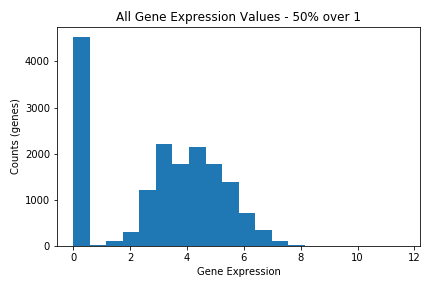 All Gene Expression Values - 50% over 1
Counts (genes)
4000
3000
2000
1000
0
0 2 4 6 8 10 12
Gene Expression